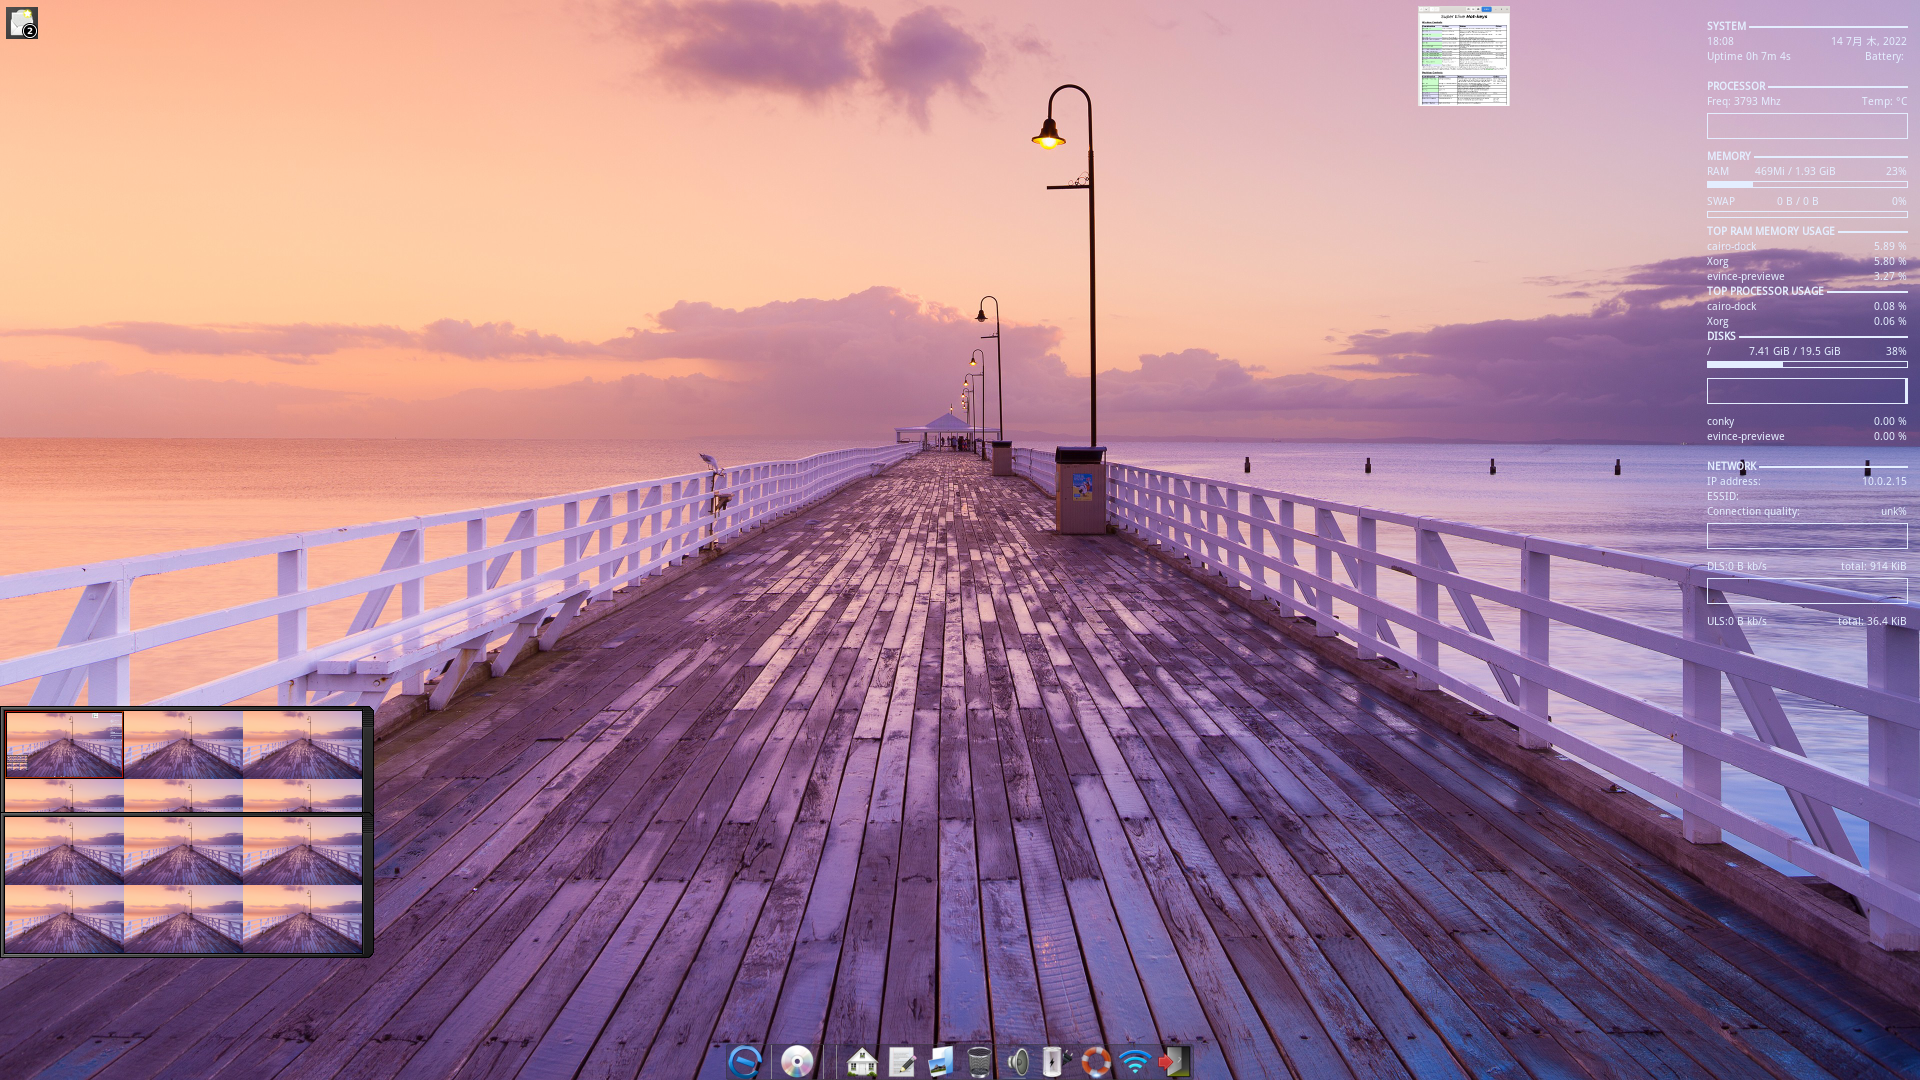 2
Super Elive Hot-keys
SYSTEM
18:08 14 7月 木, 2022
Uptime 0h 7m 4s Battery:
PROCESSOR
Freq: 3793 Mhz Temp: °C
MEMORY
RAM 469Mi / 1.93 GiB 23%
SWAP 0 B / 0 B 0%
TOP RAM MEMORY USAGE
cairo-dock 5.89 %
Xorg 5.80 %
evince-previewe 3.27 %
TOP PROCESSOR USAGE
cairo-dock 0.08 %
Xorg 0.06 %
DISKS
/ 7.41 GiB / 19.5 GiB 38%
conky 0.00 %
evince-previewe 0.00 %
NETWORK
IP address: 10.0.2.15
ESSID:
Connection quality: unk%
DLS:0 B kb/s total: 914 KiB
ULS:0 B kb/s total: 36.4 KiB